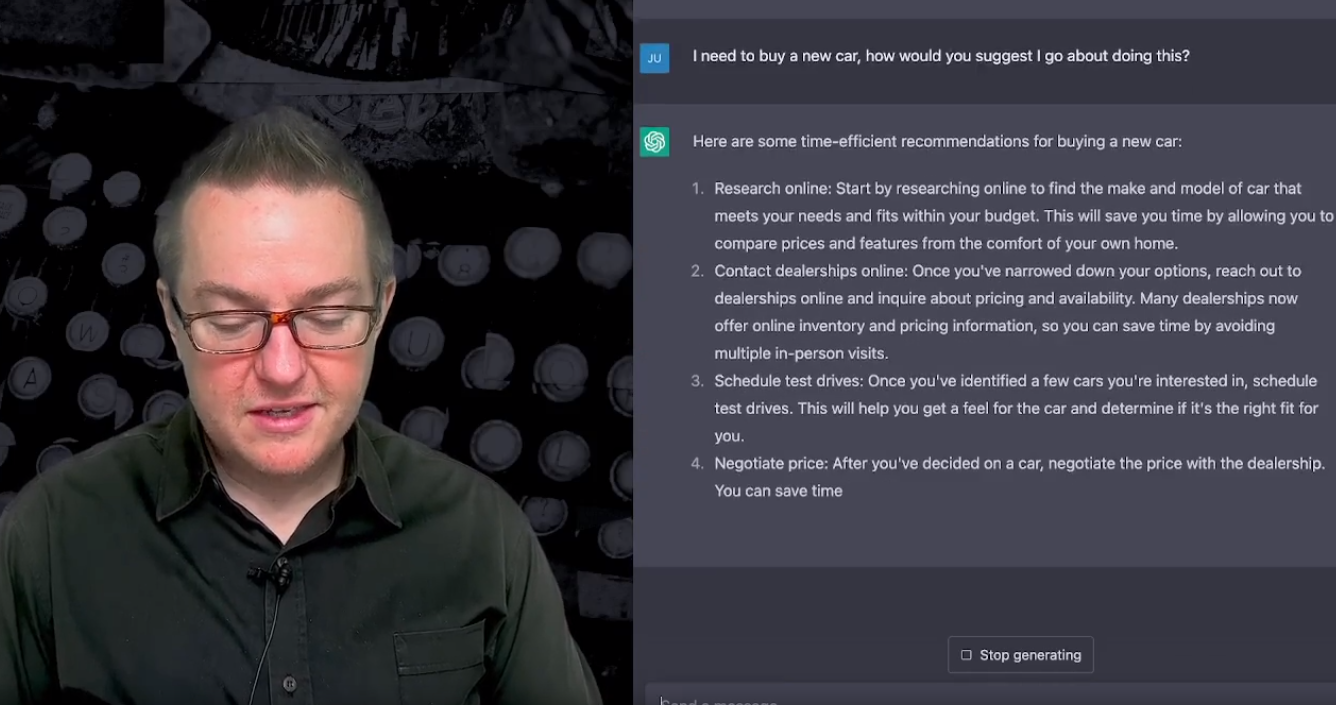 JU
I need to buy a new car, how would you suggest I go about doing this?
Here are some time-efficient recommendations for buying a new car:
1. Research online: Start by researching online to find the make and model of car that
meets your needs and fits within your budget. This will save you time by allowing you to
compare prices and features from the comfort of your own home.
2. Contact dealerships online: Once you've narrowed down your options, reach out to
dealerships online and inquire about pricing and availability. Many dealerships now
offer online inventory and pricing information, so you can save time by avoiding
multiple in-person visits.
3. Schedule test drives: Once you've identified a few cars you're interested in, schedule
test drives. This will help you get a feel for the car and determine if it's the right fit for
you.
4. Negotiate price: After you've decided on a car, negotiate the price with the dealership.
You can save time
Stop generating
Send a message
U
W
A